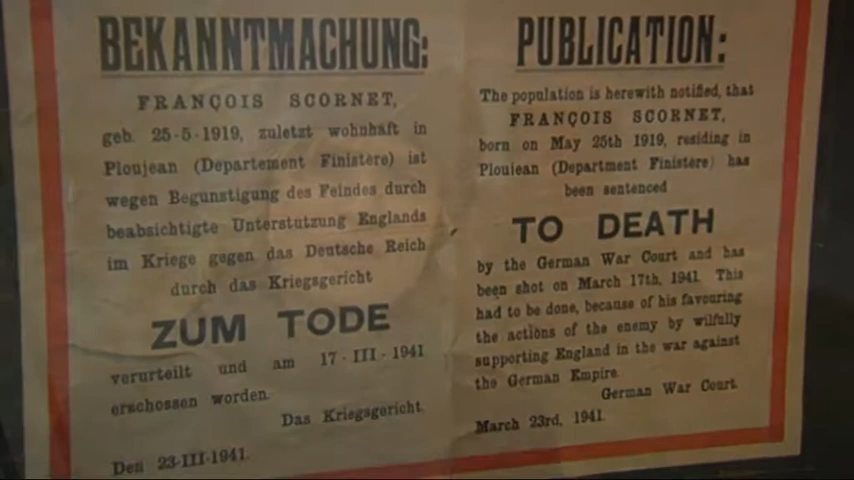 BEKANNTMACHUNG:
FRANÇOIS SCORNET,
geb. 25-5-1919, zuletzt wohnhaft in
Ploujean (Departement Finistère) ist
wegen Begunstigung des Feindes durch
beabsichtigte Unterstutzung Englands
im Kriege gegen das Deutsche Reich
durch das Kriegsgericht
ZUM TODE
verurteilt und am 17-III-1941
erschossen worden.
Das Kriegsgericht.
Den 23-III-1941.
PUBLICATION:
The population is herewith notified, that
FRANÇOIS SCORNET,
born on May 25th 1919, residing in
Ploujean (Department Finistère) has
been sentenced
TO DEATH
by the German War Court and has
been shot on March 17th, 1941. This
had to be done, because of his favouring
the actions of the enemy by wilfully
supporting England in the war against
the German Empire.
German War Court.
March 23rd, 1941.